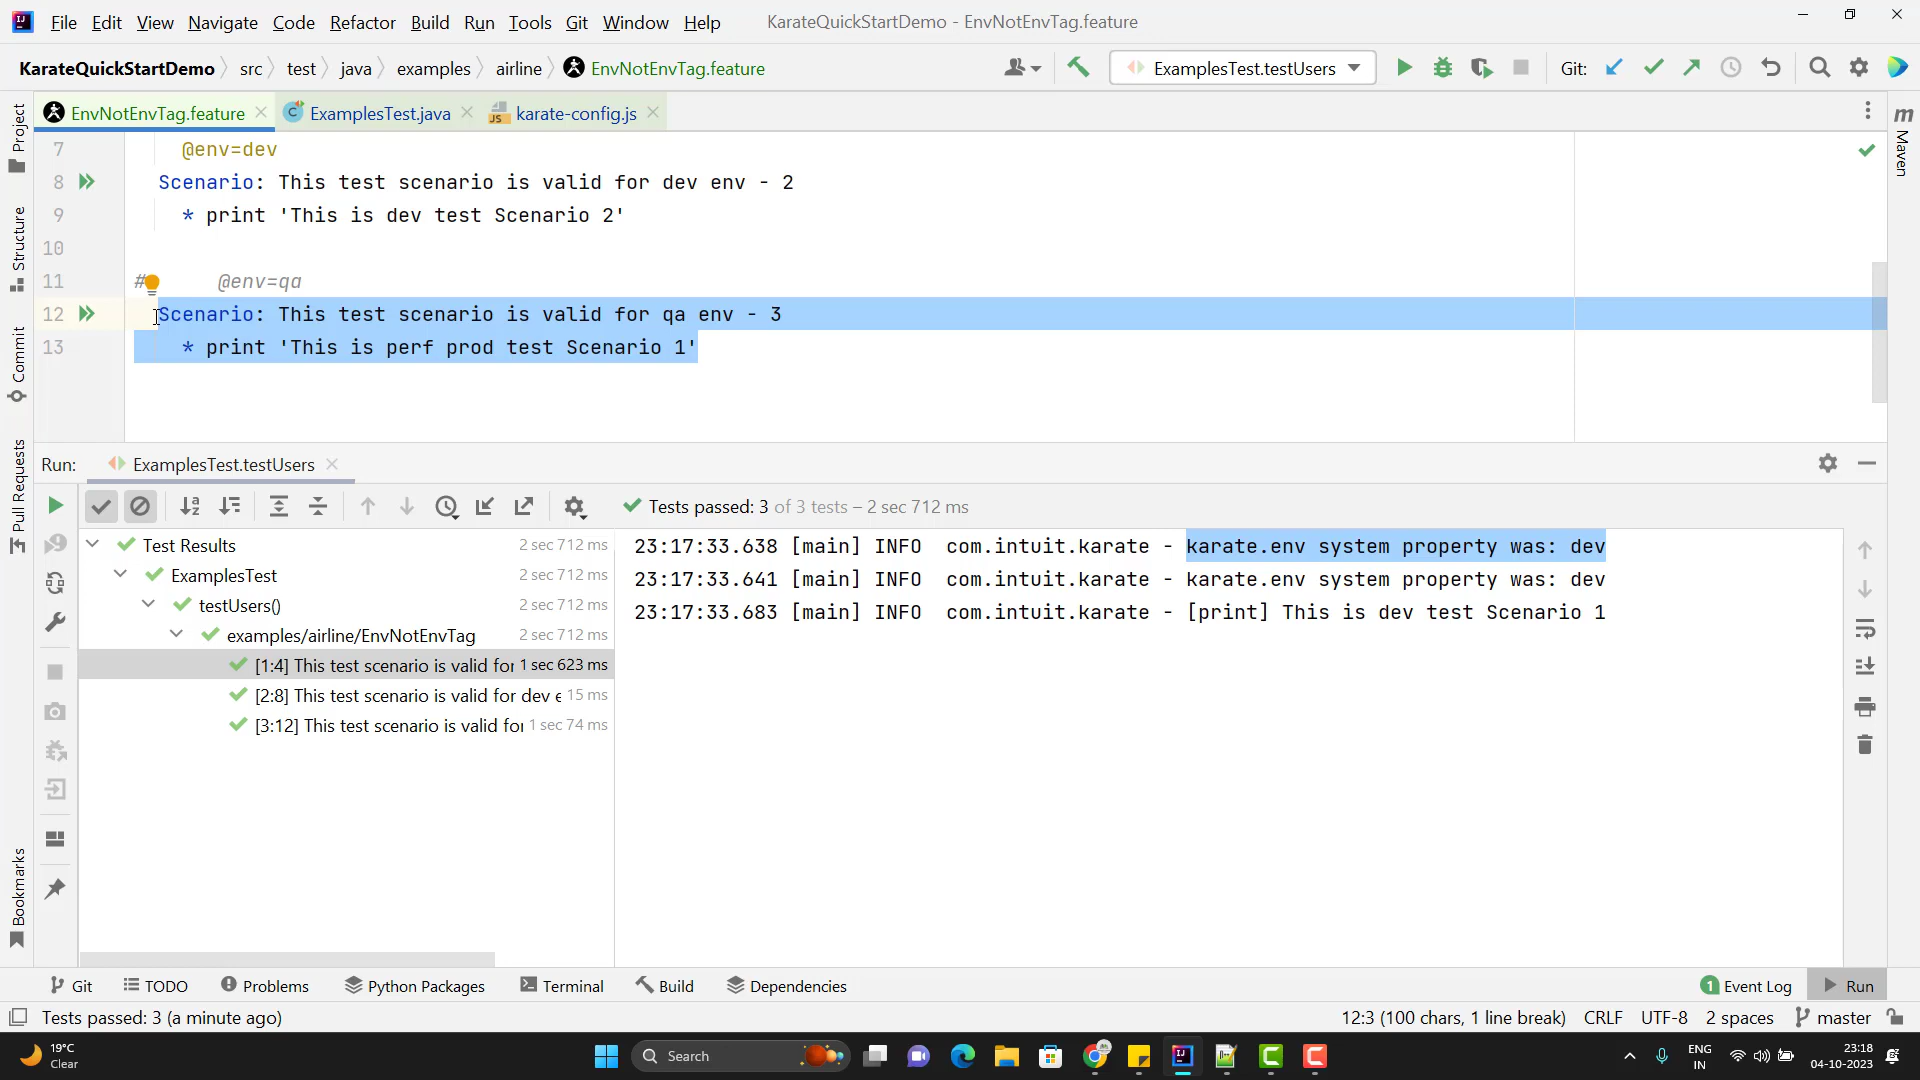 File Edit View Navigate Code Refactor Build Run Tools Git Window Help KarateQuickStartDemo - EnvNotEnvTag.feature
KarateQuickStartDemo src test java examples airline EnvNotEnvTag.feature ExamplesTest.testUsers Git:
EnvNotEnvTag.feature ExamplesTest.java karate-config.js
7 @env=dev
8 Scenario: This test scenario is valid for dev env - 2
9 * print 'This is dev test Scenario 2'
10
11 # @env=qa
12 Scenario: This test scenario is valid for qa env - 3
13 * print 'This is perf prod test Scenario 1'
Project
Structure
Commit
Pull Requests
Bookmarks
Maven
Run: ExamplesTest.testUsers
Tests passed: 3 of 3 tests – 2 sec 712 ms
Test Results 2 sec 712 ms
ExamplesTest 2 sec 712 ms
testUsers() 2 sec 712 ms
examples/airline/EnvNotEnvTag 2 sec 712 ms
[1:4] This test scenario is valid for 1 sec 623 ms
[2:8] This test scenario is valid for dev e 15 ms
[3:12] This test scenario is valid for 1 sec 74 ms
23:17:33.638 [main] INFO com.intuit.karate - karate.env system property was: dev
23:17:33.641 [main] INFO com.intuit.karate - karate.env system property was: dev
23:17:33.683 [main] INFO com.intuit.karate - [print] This is dev test Scenario 1
Git TODO Problems Python Packages Terminal Build Dependencies 1 Event Log Run
Tests passed: 3 (a minute ago) 12:3 (100 chars, 1 line break) CRLF UTF-8 2 spaces master
19°C
Clear
Search
ENG
IN
23:18
04-10-2023